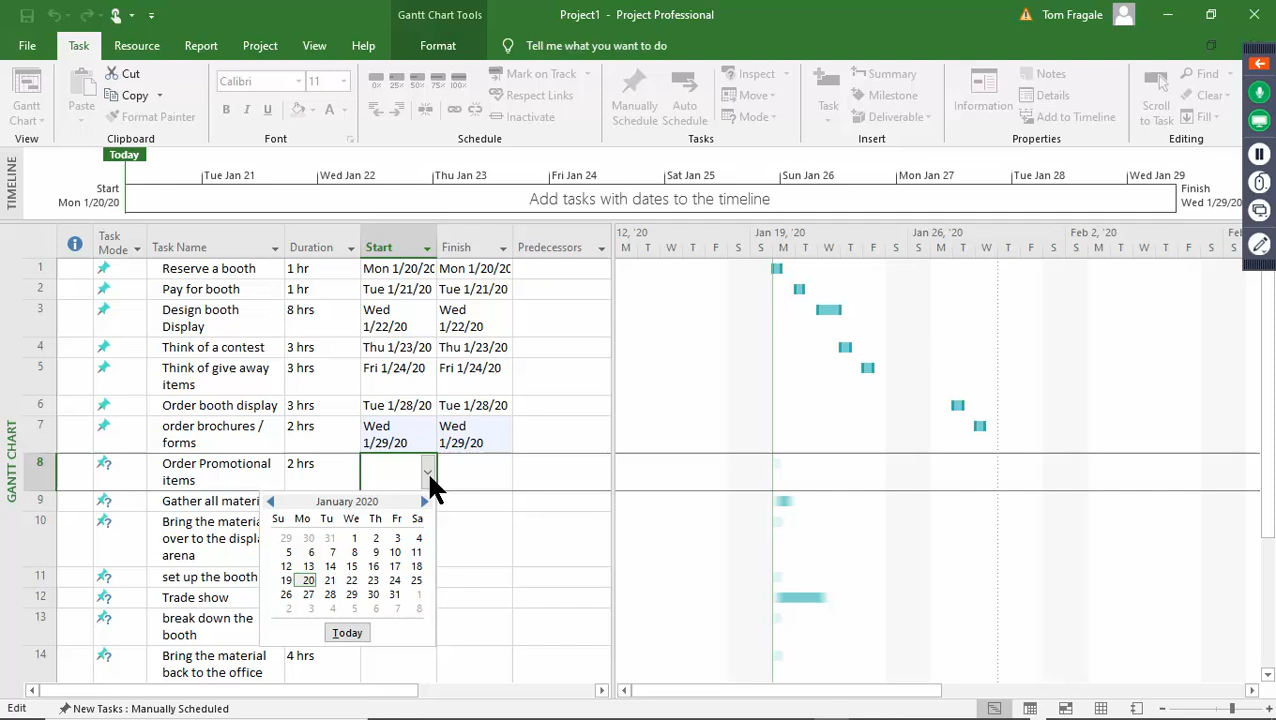 Gantt Chart Tools
Project1 - Project Professional
Tom Fragale
File Task Resource Report Project View Help Format Tell me what you want to do
Gantt Chart
View
Paste
Cut
Copy
Format Painter
Clipboard
Calibri 11
B I U A
Font
0% 25% 50% 75% 100%
Mark on Track
Respect Links
Inactivate
Schedule
Manually Schedule
Auto Schedule
Inspect
Move
Mode
Tasks
Task
Summary
Milestone
Deliverable
Insert
Information
Notes
Details
Add to Timeline
Properties
Scroll to Task
Find
Clear
Fill
Editing
TIMELINE
Today
Tue Jan 21 Wed Jan 22 Thu Jan 23 Fri Jan 24 Sat Jan 25 Sun Jan 26 Mon Jan 27 Tue Jan 28 Wed Jan 29
Start
Mon 1/20/20
Add tasks with dates to the timeline
Finish
Wed 1/29/20
GANTT CHART
Task Mode Task Name Duration Start Finish Predecessors
12, '20 Jan 19, '20 Jan 26, '20 Feb 2, '20 Feb
M T W T F S S M T W T F S S M T W T F S S M T W T F S S
1 Reserve a booth 1 hr Mon 1/20/20 Mon 1/20/20
2 Pay for booth 1 hr Tue 1/21/20 Tue 1/21/20
3 Design booth Display 8 hrs Wed 1/22/20 Wed 1/22/20
4 Think of a contest 3 hrs Thu 1/23/20 Thu 1/23/20
5 Think of give away items 3 hrs Fri 1/24/20 Fri 1/24/20
6 Order booth display 3 hrs Tue 1/28/20 Tue 1/28/20
7 order brochures / forms 2 hrs Wed 1/29/20 Wed 1/29/20
8 Order Promotional items 2 hrs
9 Gather all materi
10 Bring the materia over to the displa arena
11 set up the booth
12 Trade show
13 break down the booth
14 Bring the material back to the office 4 hrs
January 2020
Su Mo Tu We Th Fr Sa
29 30 31 1 2 3 4
5 6 7 8 9 10 11
12 13 14 15 16 17 18
19 20 21 22 23 24 25
26 27 28 29 30 31 1
2 3 4 5 6 7 8
Today
Edit New Tasks : Manually Scheduled